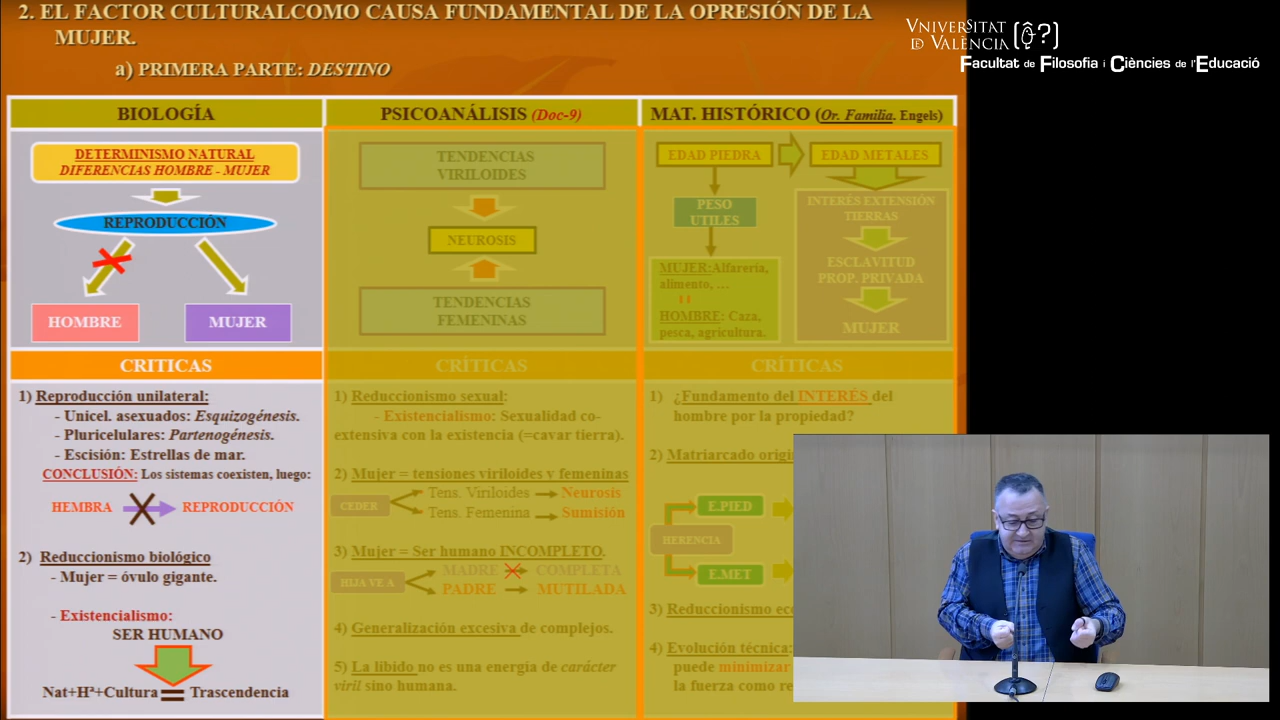 2. EL FACTOR CULTURALCOMO CAUSA FUNDAMENTAL DE LA OPRESIÓN DE LA
MUJER.
a) PRIMERA PARTE: DESTINO
VNIVERSITAT
DE VALÈNCIA
Facultat de Filosofia i Ciències de l'Educació
BIOLOGÍA
DETERMINISMO NATURAL
DIFERENCIAS HOMBRE - MUJER
REPRODUCCIÓN
HOMBRE
MUJER
CRITICAS
1) Reproducción unilateral:
- Unicel. asexuados: Esquizogénesis.
- Pluricelulares: Partenogénesis.
- Escisión: Estrellas de mar.
CONCLUSIÓN: Los sistemas coexisten, luego:
HEMBRA
REPRODUCCIÓN
2) Reduccionismo biológico
- Mujer = óvulo gigante.
- Existencialismo:
SER HUMANO
Nat+Hª+Cultura = Trascendencia
PSICOANÁLISIS (Doc-9)
TENDENCIAS
VIRILOIDES
NEUROSIS
TENDENCIAS
FEMENINAS
CRÍTICAS
1) Reduccionismo sexual:
- Existencialismo: Sexualidad co-
extensiva con la existencia (=cavar tierra).
2) Mujer = tensiones viriloides y femeninas
CEDER
Tens. Viriloides
Neurosis
Tens. Femenina
Sumisión
3) Mujer = Ser humano INCOMPLETO.
HIJA VE A
MADRE
COMPLETA
PADRE
MUTILADA
4) Generalización excesiva de complejos.
5) La libido no es una energía de carácter
viril sino humana.
MAT. HISTÓRICO (Or. Familia. Engels)
EDAD PIEDRA
EDAD METALES
PESO
UTILES
MUJER:Alfarería,
alimento, ...
HOMBRE: Caza,
pesca, agricultura.
INTERÉS EXTENSIÓN
TIERRAS
ESCLAVITUD
PROP. PRIVADA
MUJER
CRÍTICAS
1) ¿Fundamento del INTERÉS del
hombre por la propiedad?
2) Matriarcado origi
HERENCIA
E.PIED
E.MET
3) Reduccionismo eco
4) Evolución técnica:
puede minimizar
la fuerza como re